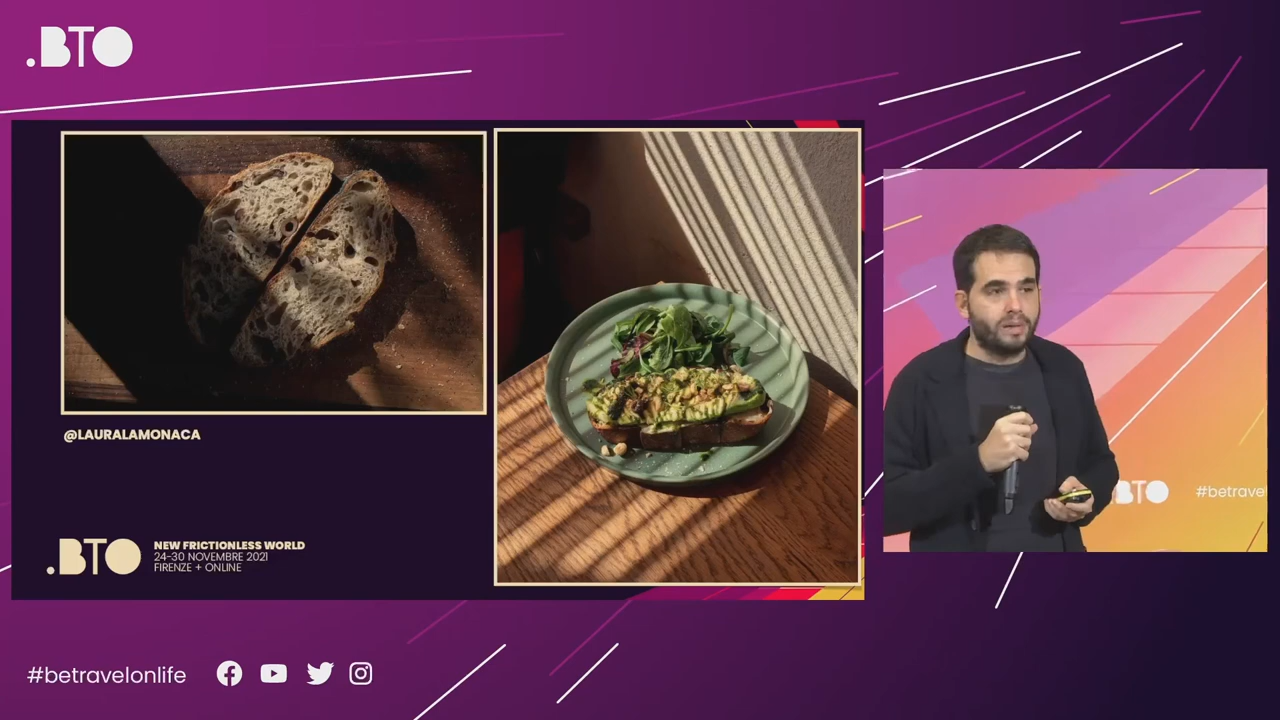 .BTO
@LAURALAMONACA
.BTO
NEW FRICTIONLESS WORLD
24-30 NOVEMBRE 2021
FIRENZE + ONLINE
BTO
#betravel
#betravelonlife